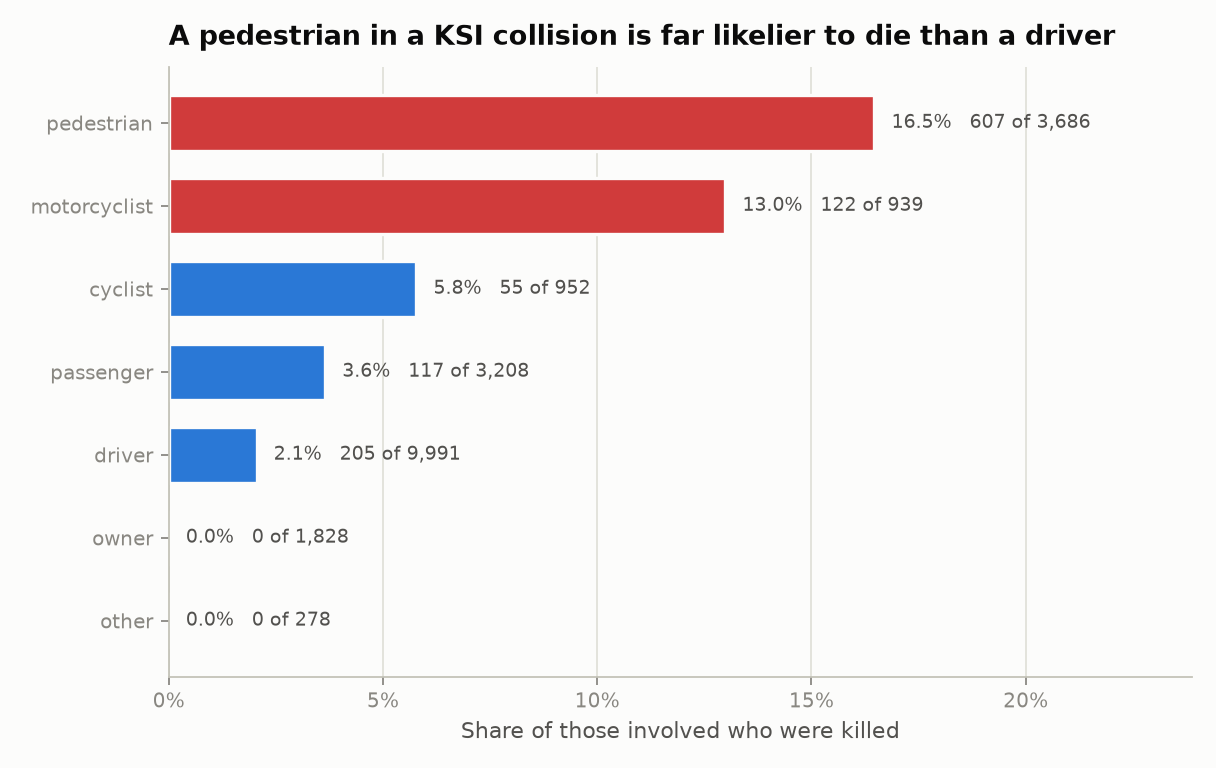 A pedestrian in a KSI collision is far likelier to die than a driver
pedestrian 16.5% 607 of 3,686
motorcyclist 13.0% 122 of 939
cyclist 5.8% 55 of 952
passenger 3.6% 117 of 3,208
driver 2.1% 205 of 9,991
owner 0.0% 0 of 1,828
other 0.0% 0 of 278
0% 5% 10% 15% 20%
Share of those involved who were killed